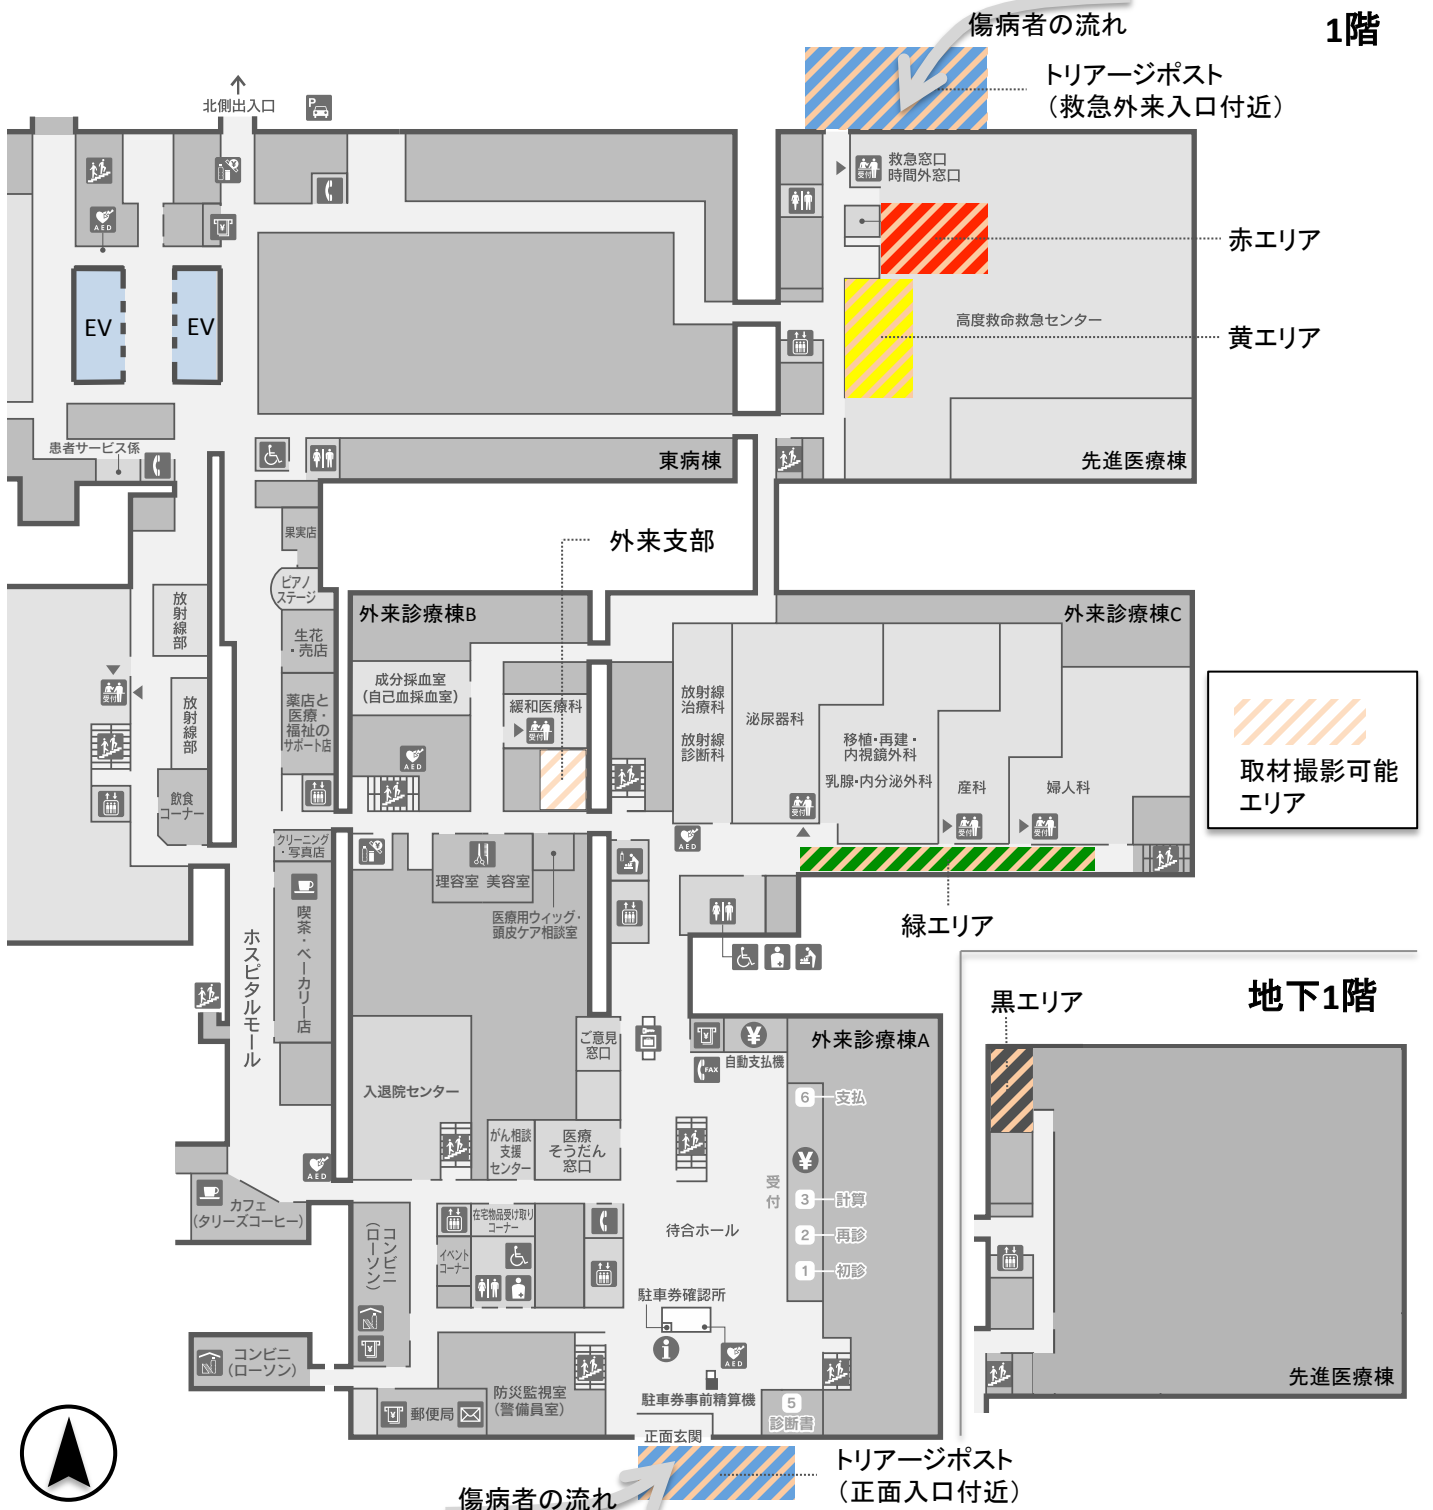 傷病者の流れ
1階
トリアージポスト
（救急外来入口付近）
北側出入口
P
救急窓口
時間外窓口
受付
AED
赤エリア
EV
EV
高度救命救急センター
黄エリア
患者サービス係
東病棟
先進医療棟
果実店
外来支部
ピアノ
ステージ
放射線部
外来診療棟B
外来診療棟C
生花
・売店
成分採血室
（自己血採血室）
緩和医療科
受付
放射線
治療科
放射線
診断科
泌尿器科
移植・再建・
内視鏡外科
乳腺・内分泌外科
産科
婦人科
受付
受付
受付
受付
放射線部
薬店と
医療・
福祉の
サポート店
AED
取材撮影可能
エリア
飲食
コーナー
クリーニング
・写真店
AED
理容室
美容室
医療用ウィッグ・
頭皮ケア相談室
緑エリア
喫茶・ベーカリー店
ホスピタルモール
地下1階
黒エリア
ご意見
窓口
自動支払機
FAX
外来診療棟A
入退院センター
6 支払
がん相談
支援
センター
医療
そうだん
窓口
受付
3 計算
2 再診
1 初診
AED
カフェ
（タリーズコーヒー）
コンビニ
（ローソン）
在宅物品受け取り
コーナー
イベント
コーナー
待合ホール
駐車券確認所
AED
コンビニ
（ローソン）
防災監視室
（警備員室）
駐車券事前精算機
郵便局
5
診断書
先進医療棟
正面玄関
トリアージポスト
（正面入口付近）
傷病者の流れ